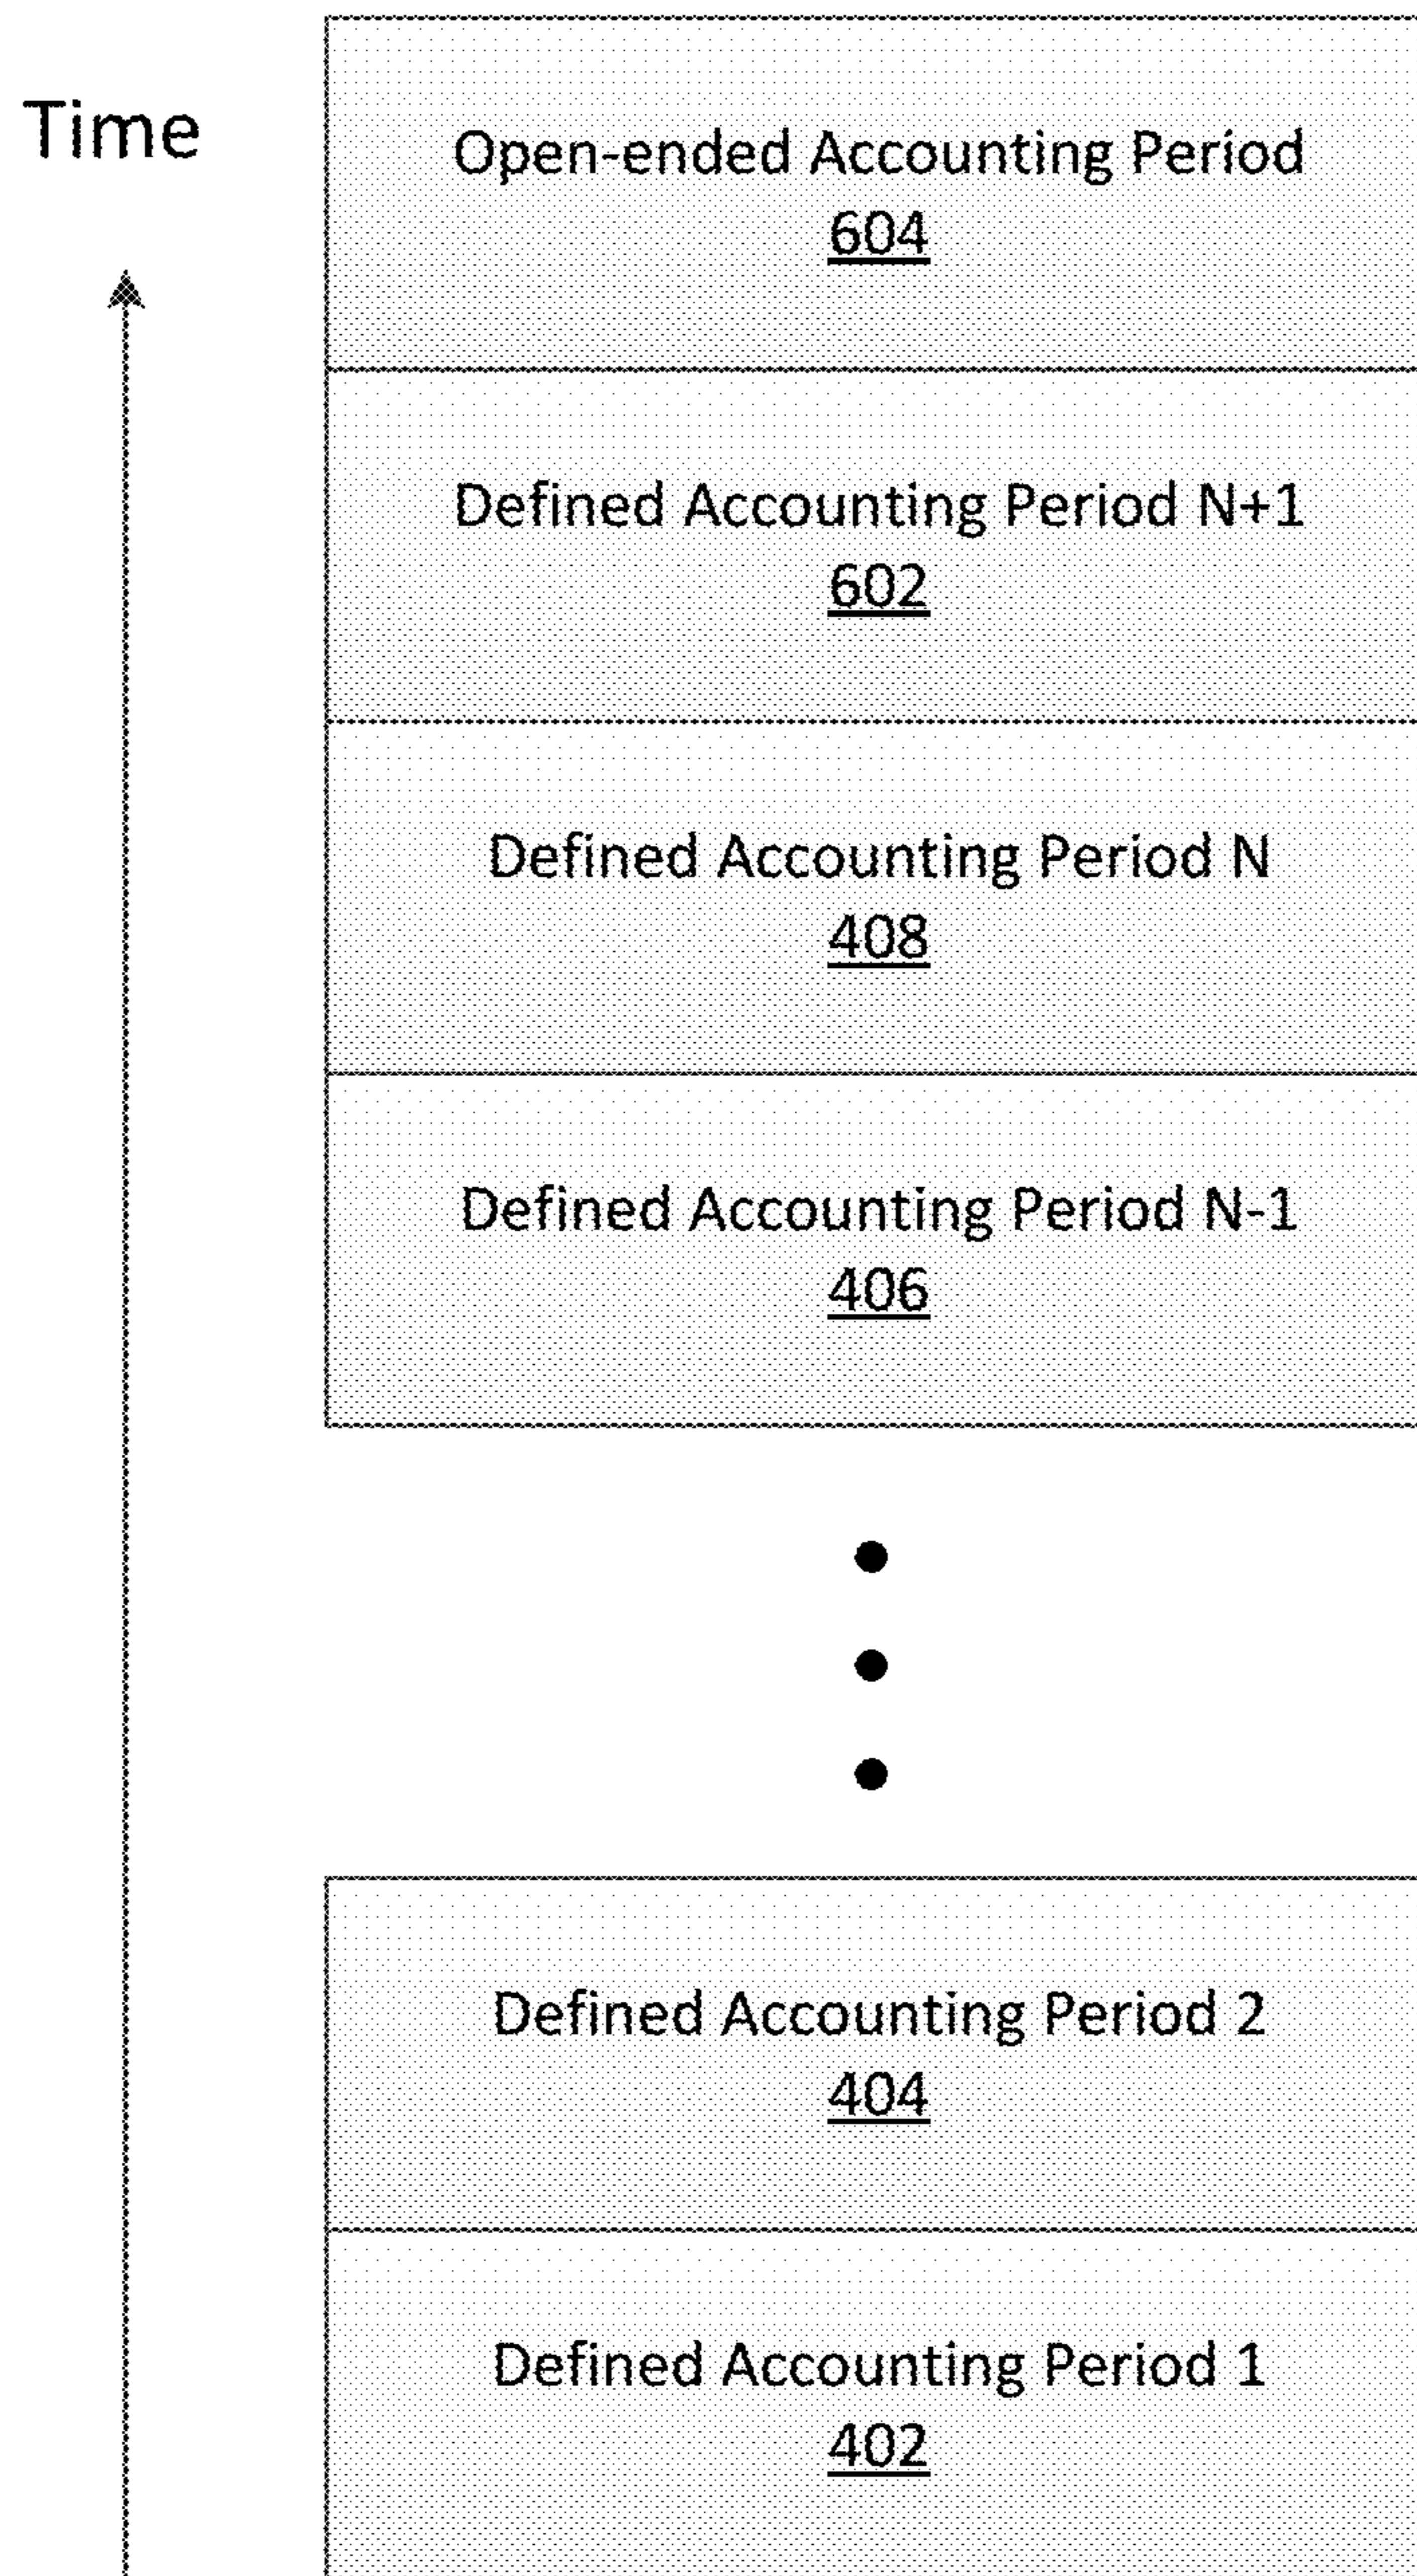 Time
Open-ended Accounting Period
604
Defined Accounting Period N+1
602
Defined Accounting Period N
408
Defined Accounting Period N-1
406
Defined Accounting Period 2
404
Defined Accounting Period 1
402